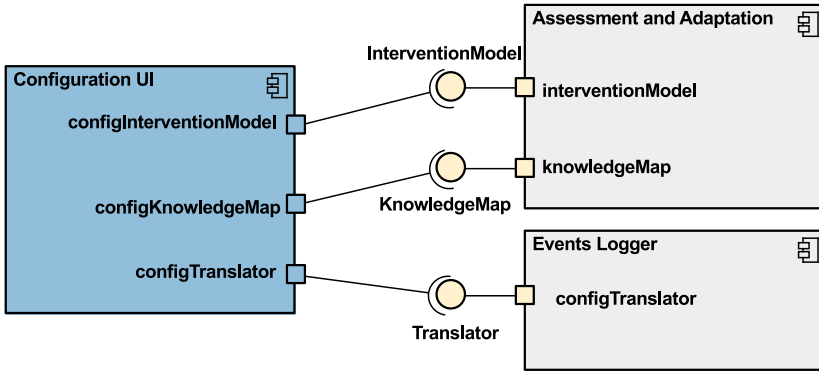 Assessment and Adaptation
InterventionModel
Configuration UI
interventionModel
configInterventionModel
knowledgeMap
configKnowledgeMap
KnowledgeMap
Events Logger
configTranslator
configTranslator
Translator